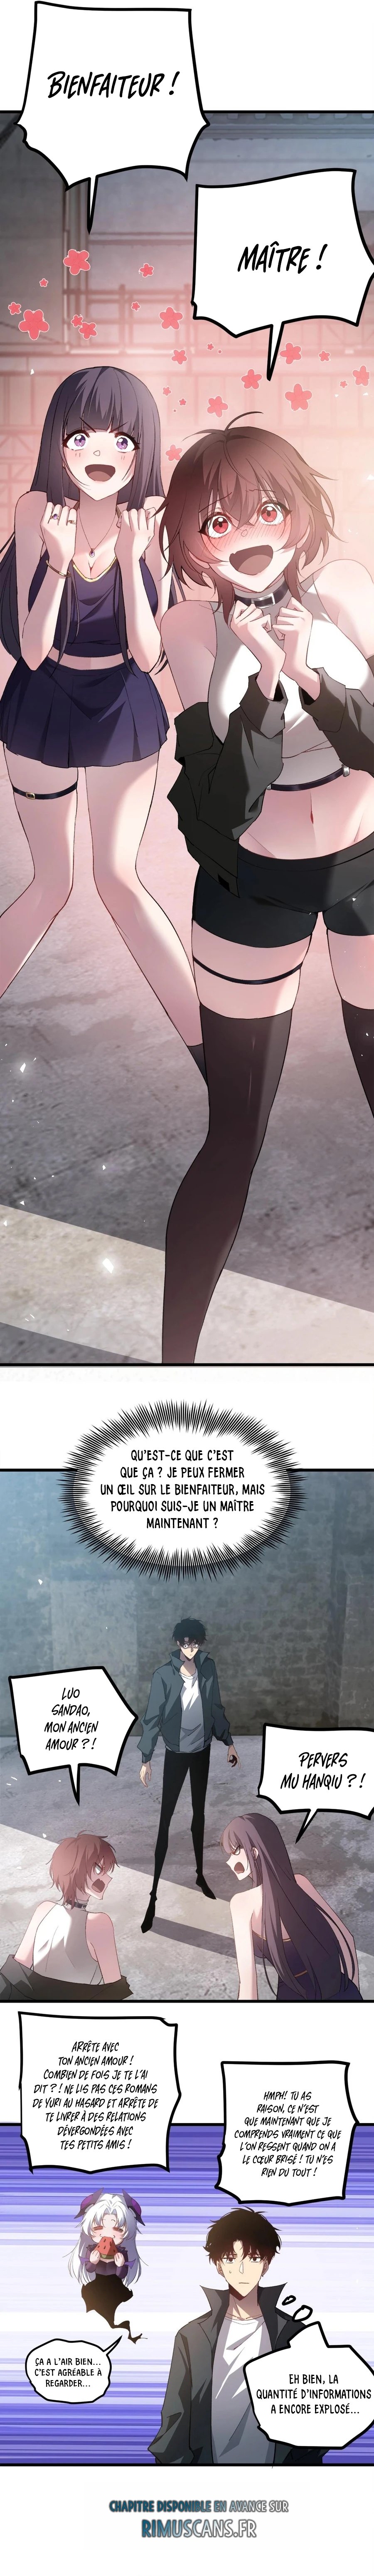 BIENFAITEUR !
MAÎTRE !
QU'EST-CE QUE C'EST
QUE ÇA ? JE PEUX FERMER
UN ŒIL SUR LE BIENFAITEUR, MAIS
POURQUOI SUIS-JE UN MAÎTRE
MAINTENANT ?
LUO
SANDAO,
MON ANCIEN
AMOUR ?!
PERVERS
MU HANQIU ?!
ARRÊTE AVEC
TON ANCIEN AMOUR !
COMBIEN DE FOIS JE TE L'AI
DIT ?! NE LIS PAS CES ROMANS
DE YURI AU HASARD ET ARRÊTE DE
TE LIVRER À DES RELATIONS
DÉVERGONDÉES AVEC
TES PETITS AMIS !
HMPH! TU AS
RAISON, CE N'EST
QUE MAINTENANT QUE JE
COMPRENDS VRAIMENT CE QUE
L'ON RESSENT QUAND ON A
LE CŒUR BRISÉ ! TU N'ES
RIEN DU TOUT !
ÇA A L'AIR BIEN...
C'EST AGRÉABLE À
REGARDER...
EH BIEN, LA
QUANTITÉ D'INFORMATIONS
A ENCORE EXPLOSÉ...
CHAPITRE DISPONIBLE EN AVANCE SUR
RIMUSCANS.FR